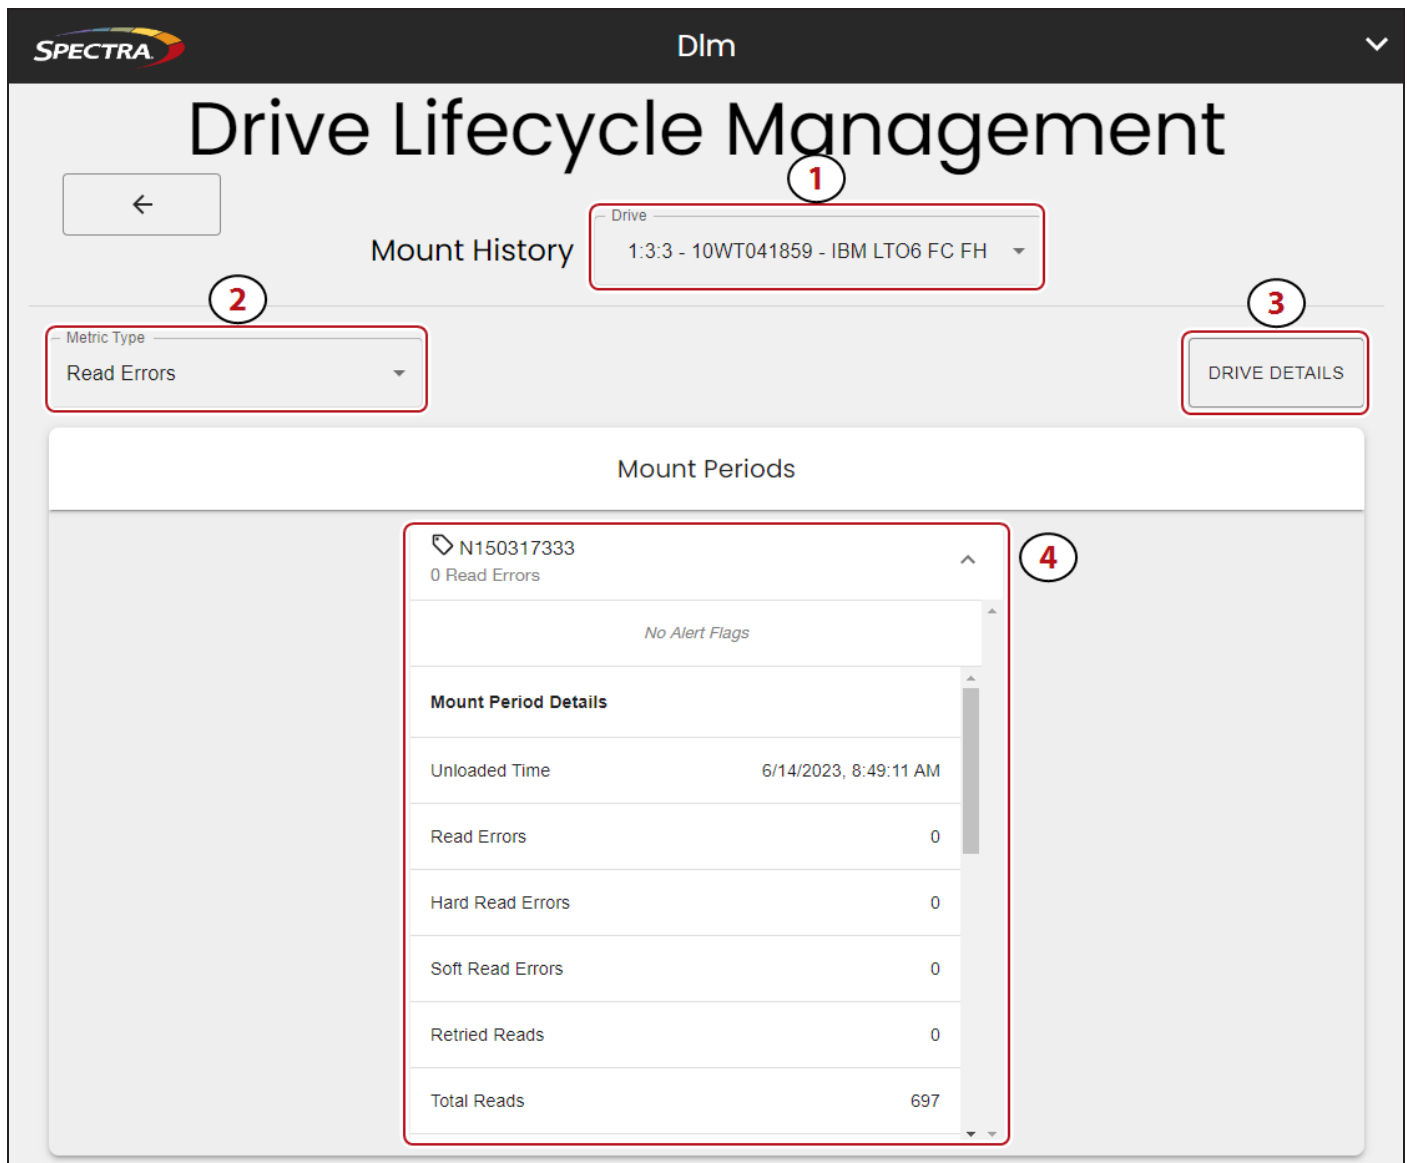 SPECTRA
Dlm
Drive Lifecycle Management
1
Drive
Mount History
1:3:3 - 10WT041859 - IBM LTO6 FC FH
2
3
Metric Type
Read Errors
DRIVE DETAILS
Mount Periods
N150317333
0 Read Errors
4
No Alert Flags
Mount Period Details
Unloaded Time 6/14/2023, 8:49:11 AM
Read Errors 0
Hard Read Errors 0
Soft Read Errors 0
Retried Reads 0
Total Reads 697